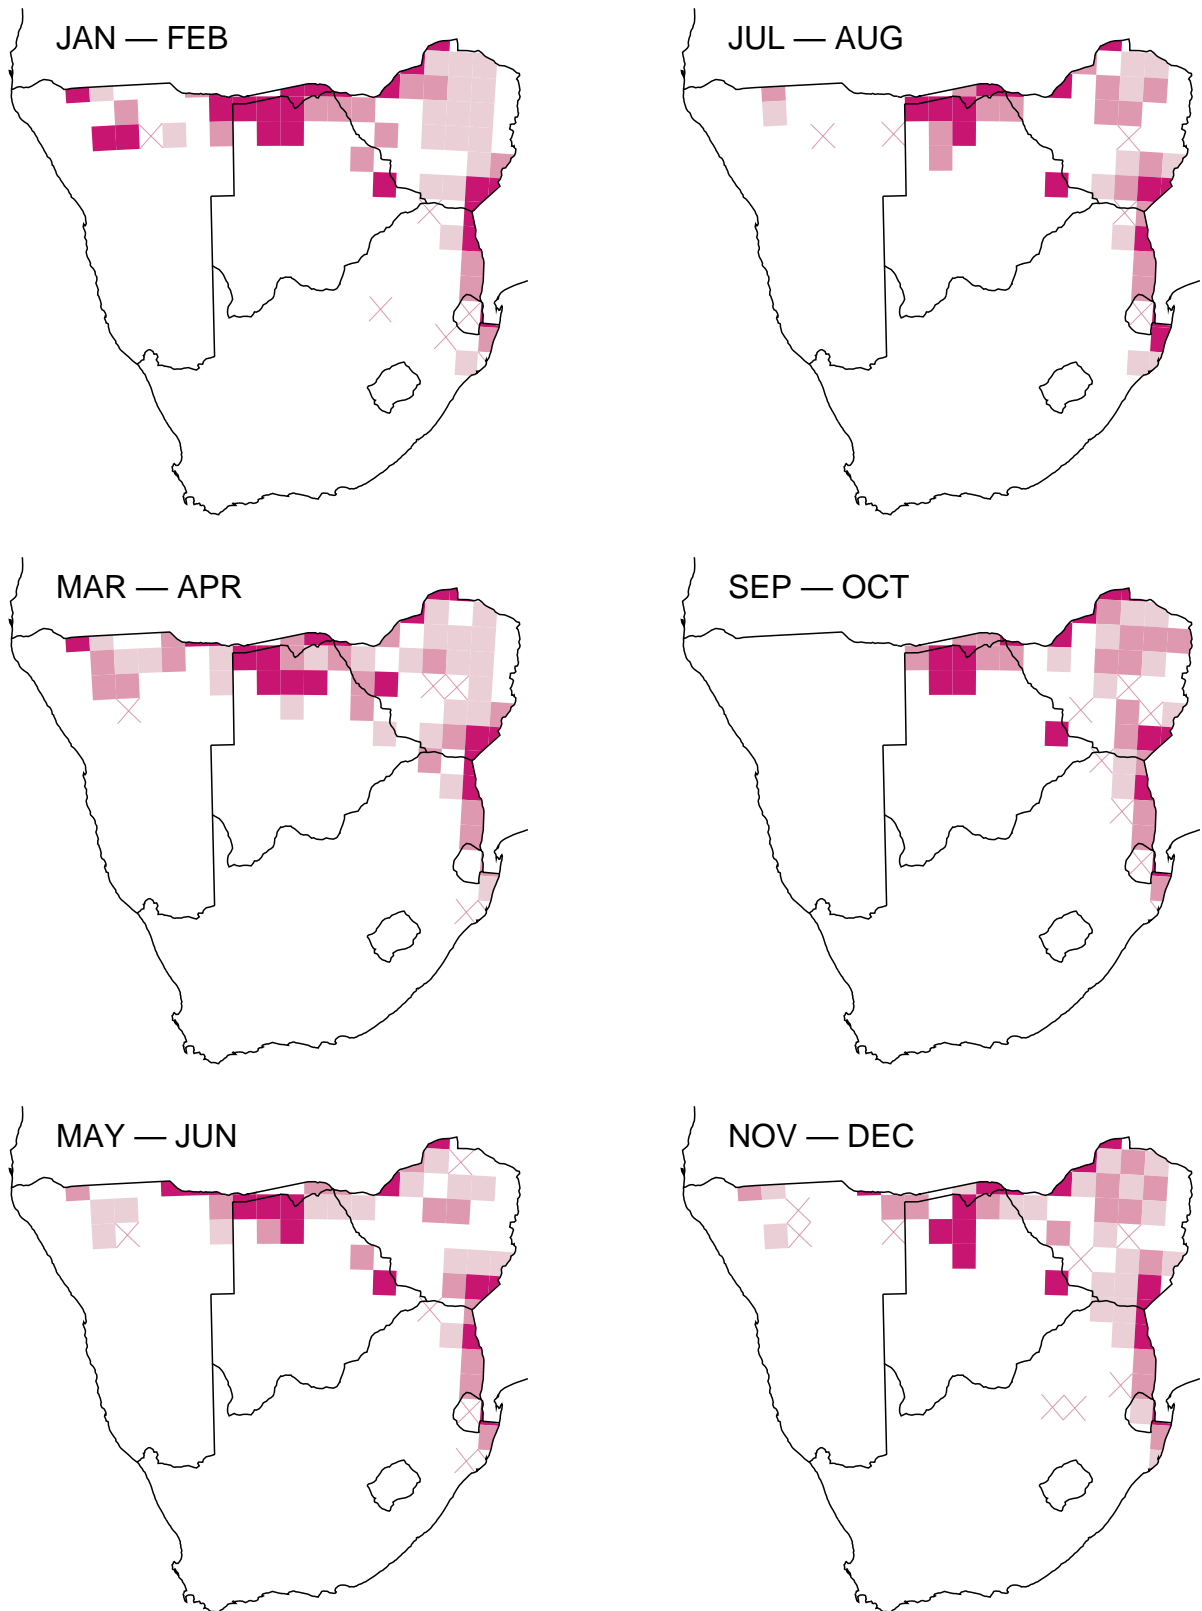 JAN — FEB
JUL — AUG
MAR — APR
SEP — OCT
MAY — JUN
NOV — DEC